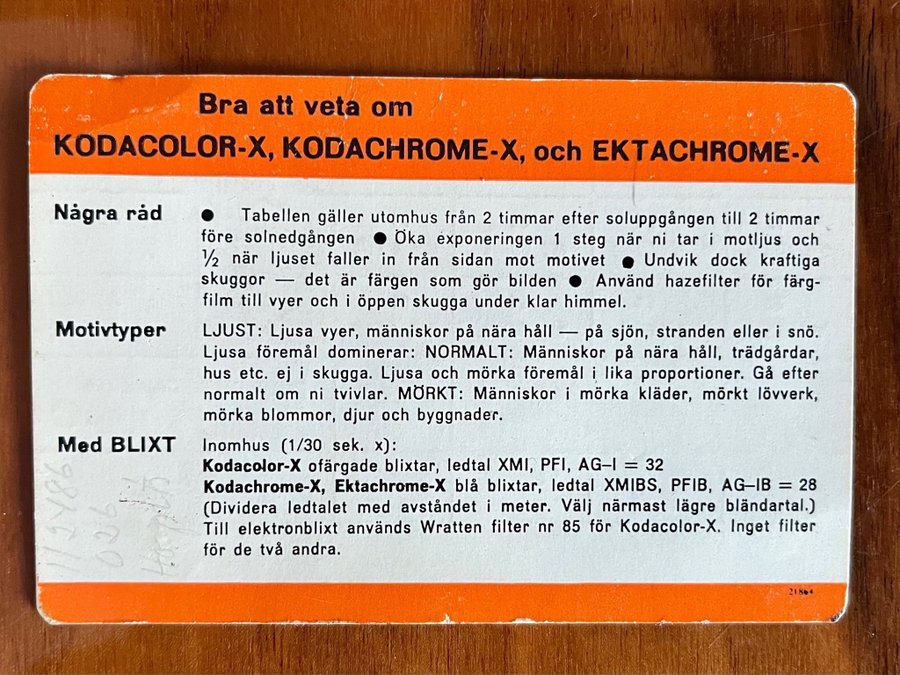 Bra att veta om
KODACOLOR-X, KODACHROME-X, och EKTACHROME-X
Några råd
● Tabellen gäller utomhus från 2 timmar efter soluppgången till 2 timmar
före solnedgången ● Öka exponeringen 1 steg när ni tar i motljus och
½ när ljuset faller in från sidan mot motivet ● Undvik dock kraftiga
skuggor — det är färgen som gör bilden ● Använd hazefilter för färg-
film till vyer och i öppen skugga under klar himmel.
Motivtyper
LJUST: Ljusa vyer, människor på nära håll — på sjön, stranden eller i snö.
Ljusa föremål dominerar: NORMALT: Människor på nära håll, trädgårdar,
hus etc. ej i skugga. Ljusa och mörka föremål i lika proportioner. Gå efter
normalt om ni tvivlar. MÖRKT: Människor i mörka kläder, mörkt lövverk,
mörka blommor, djur och byggnader.
Med BLIXT
Inomhus (1/30 sek. x):
Kodacolor-X ofärgade blixtar, ledtal XMI, PFI, AG–I = 32
Kodachrome-X, Ektachrome-X blå blixtar, ledtal XMIBS, PFIB, AG–IB = 28
(Dividera ledtalet med avståndet i meter. Välj närmast lägre bländartal.)
Till elektronblixt används Wratten filter nr 85 för Kodacolor-X. Inget filter
för de två andra.
21864